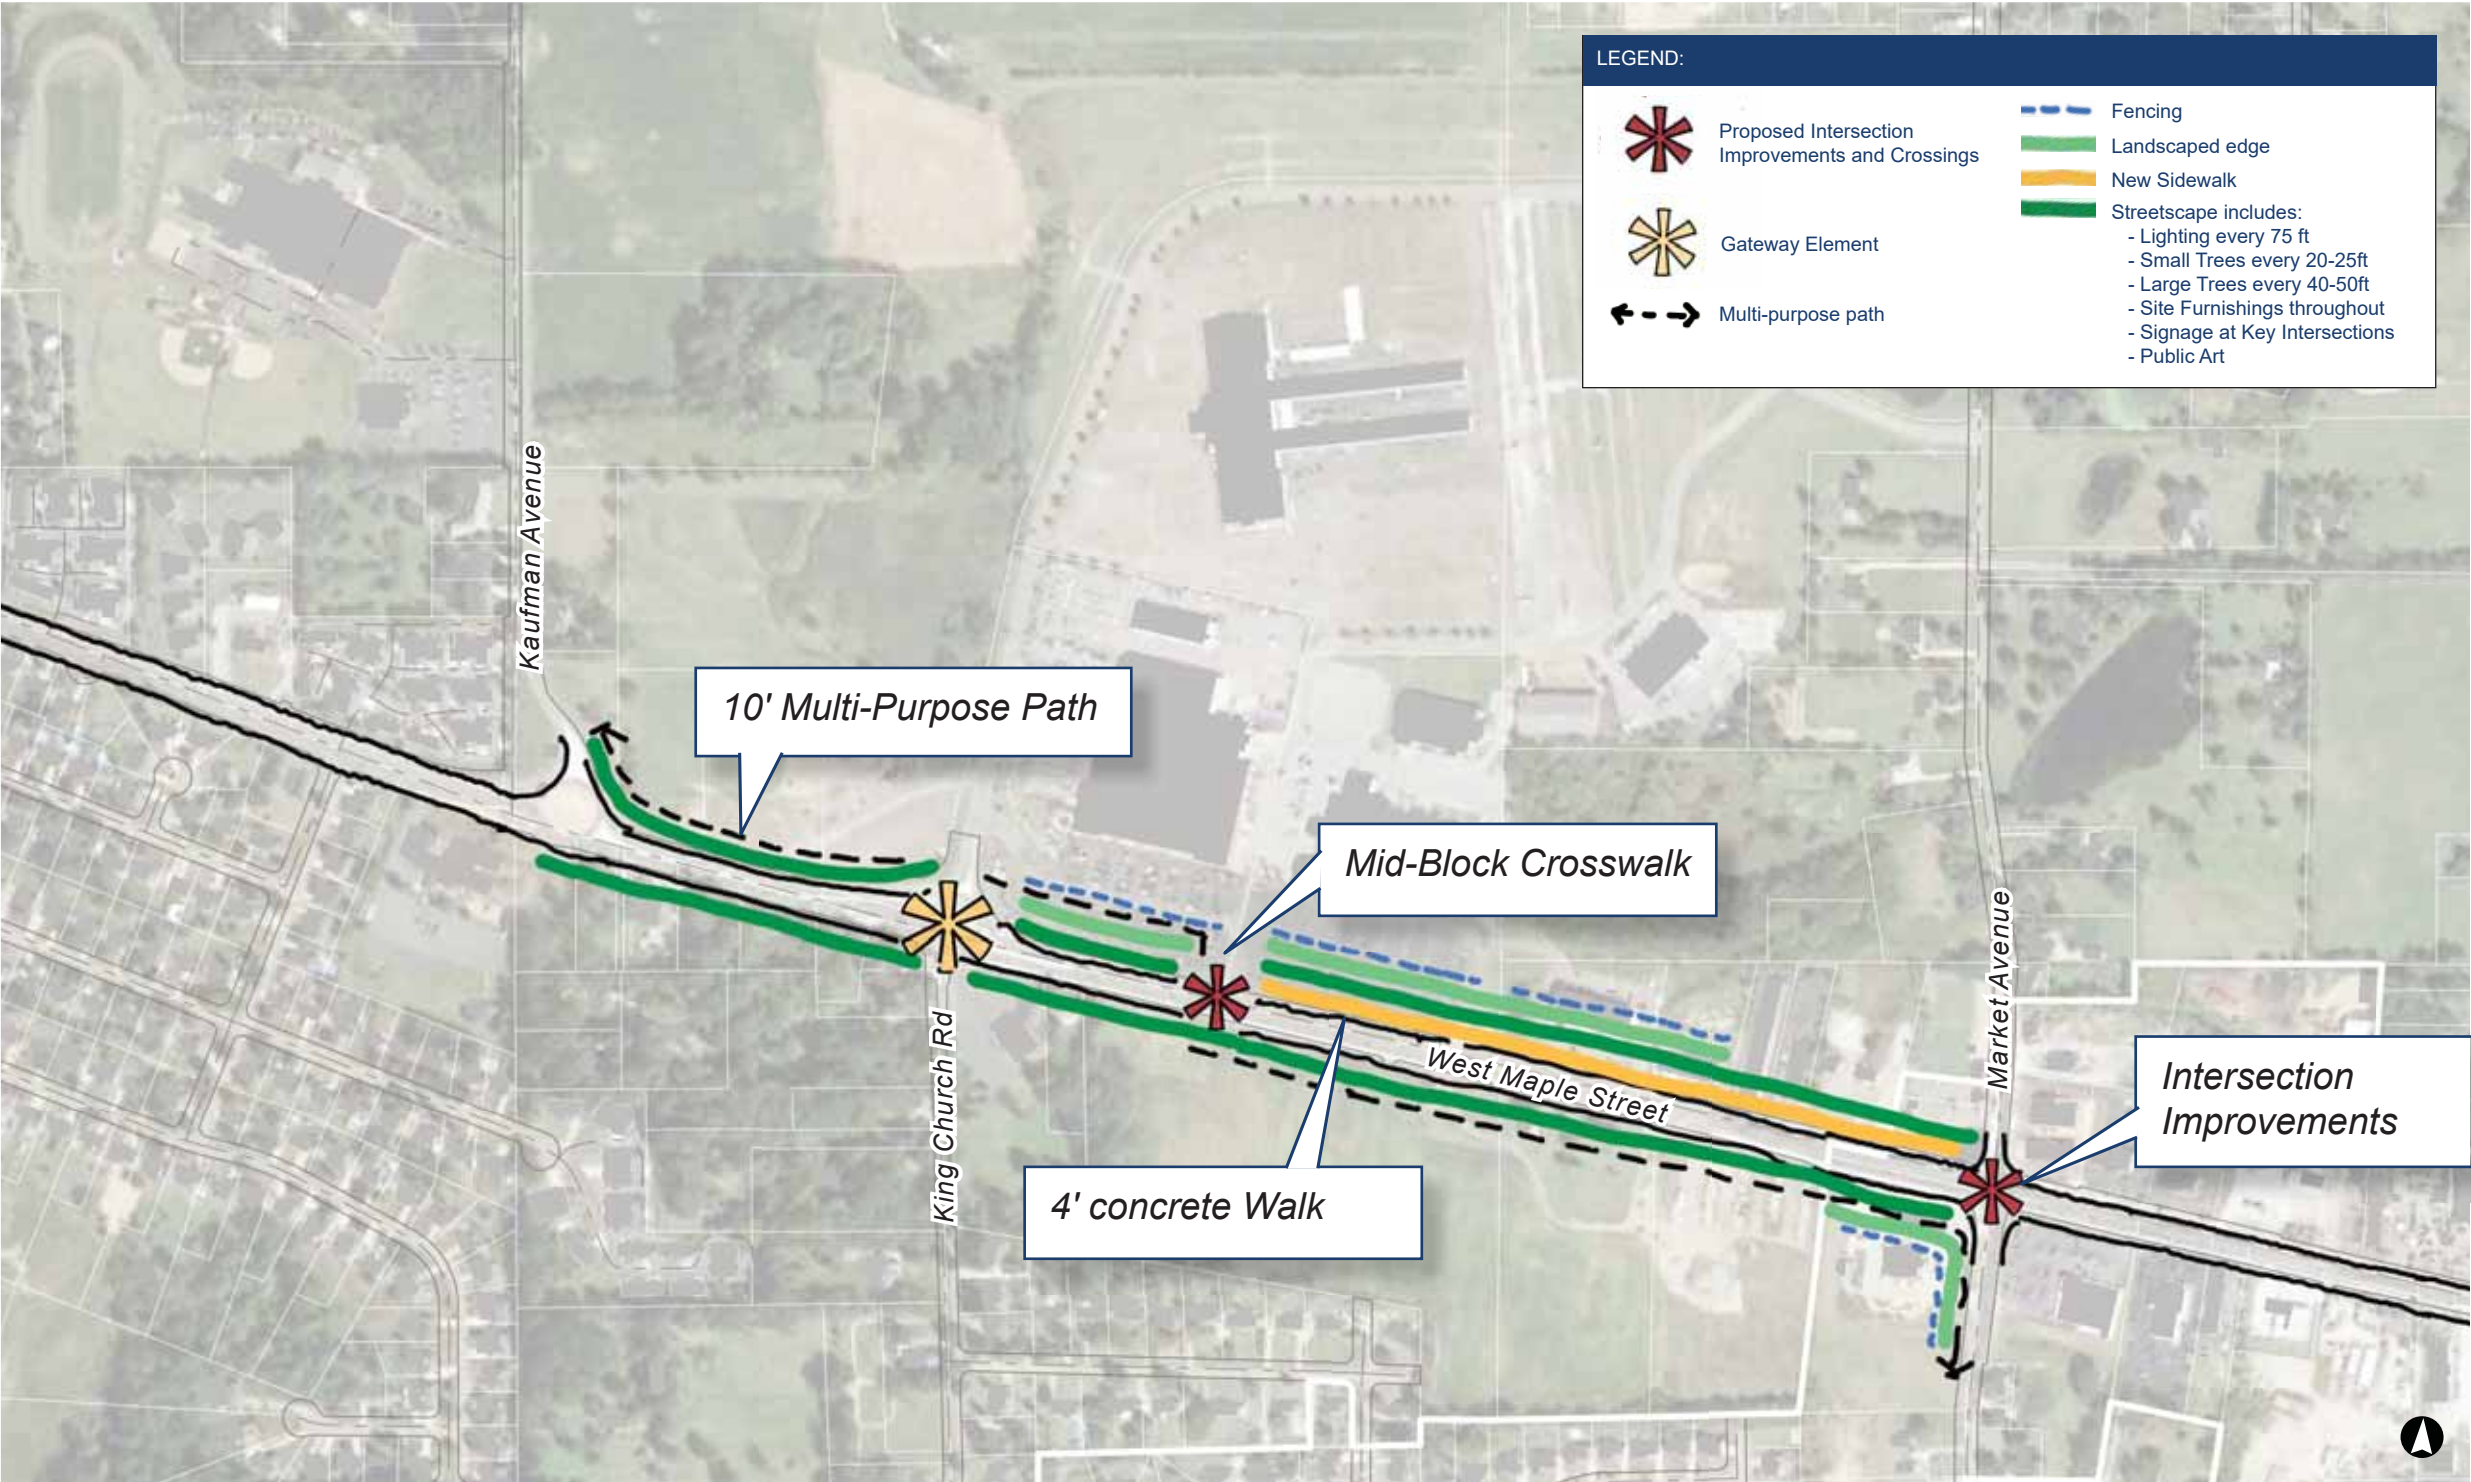 LEGEND:
Proposed Intersection
Improvements and Crossings
Gateway Element
Multi-purpose path
Fencing
Landscaped edge
New Sidewalk
Streetscape includes:
- Lighting every 75 ft
- Small Trees every 20-25ft
- Large Trees every 40-50ft
- Site Furnishings throughout
- Signage at Key Intersections
- Public Art
Kaufman Avenue
10' Multi-Purpose Path
Mid-Block Crosswalk
Market Avenue
King Church Rd
West Maple Street
Intersection
Improvements
4' concrete Walk